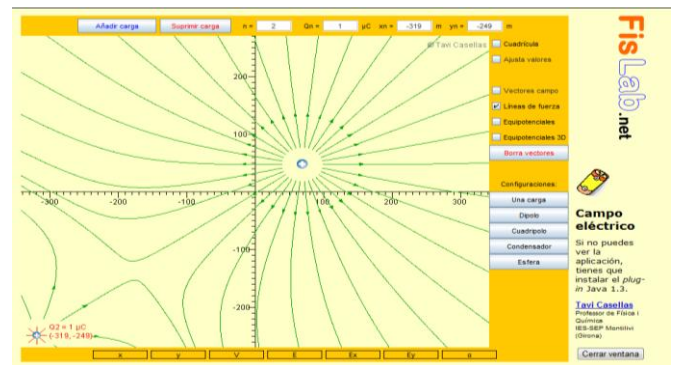 Añadir carga Suprimir carga n = 2 Qn = 1 µC xn = -319 m yn = -249 m
Tavi Casellas
Cuadrícula
Ajusta valores
Vectores campo
Líneas de fuerza
Equipotenciales
Equipotenciales 3D
Borra vectores
Configuraciones:
Una carga
Dipolo
Cuadripolo
Condensador
Esfera
200
100
-300 -200 -100 100 200 300
-100
-200
Q2 = 1 µC
(-319, -249)
x y V E Ex Ey
FisLab.net
Campo
eléctrico
Si no puedes
ver la
aplicación,
tienes que
instalar el plug-
in Java 1.3.
Tavi Casellas
Professor de Física i
Química
IES-SEP Montilivi
(Girona)
Cerrar ventana